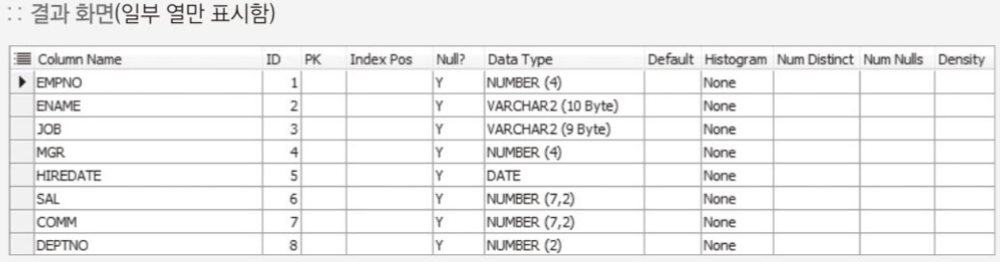 :: 결과 화면(일부 열만 표시함)
Column Name ID PK Index Pos Null? Data Type Default Histogram Num Distinct Num Nulls Density
EMPNO 1 Y NUMBER (4) None
ENAME 2 Y VARCHAR2 (10 Byte) None
JOB 3 Y VARCHAR2 (9 Byte) None
MGR 4 Y NUMBER (4) None
HIREDATE 5 Y DATE None
SAL 6 Y NUMBER (7,2) None
COMM 7 Y NUMBER (7,2) None
DEPTNO 8 Y NUMBER (2) None